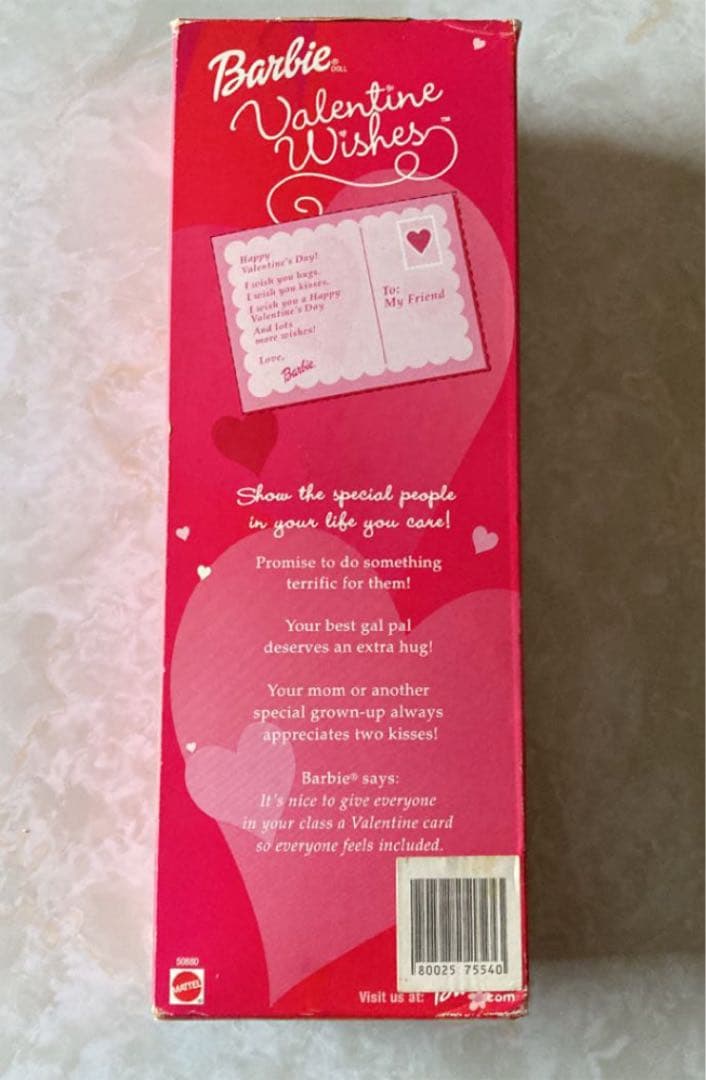 Barbie® DOLL
Valentine
Wishes™
Happy
Valentine's Day!
I wish you hugs.
I wish you kisses.
I wish you a Happy
Valentine's Day
And lots
more wishes!
Love,
Barbie
To:
My Friend
Show the special people
in your life you care!
Promise to do something
terrific for them!
Your best gal pal
deserves an extra hug!
Your mom or another
special grown-up always
appreciates two kisses!
Barbie® says:
It's nice to give everyone
in your class a Valentine card
so everyone feels included.
80025 75540
50880
MATTEL
Visit us at: .com